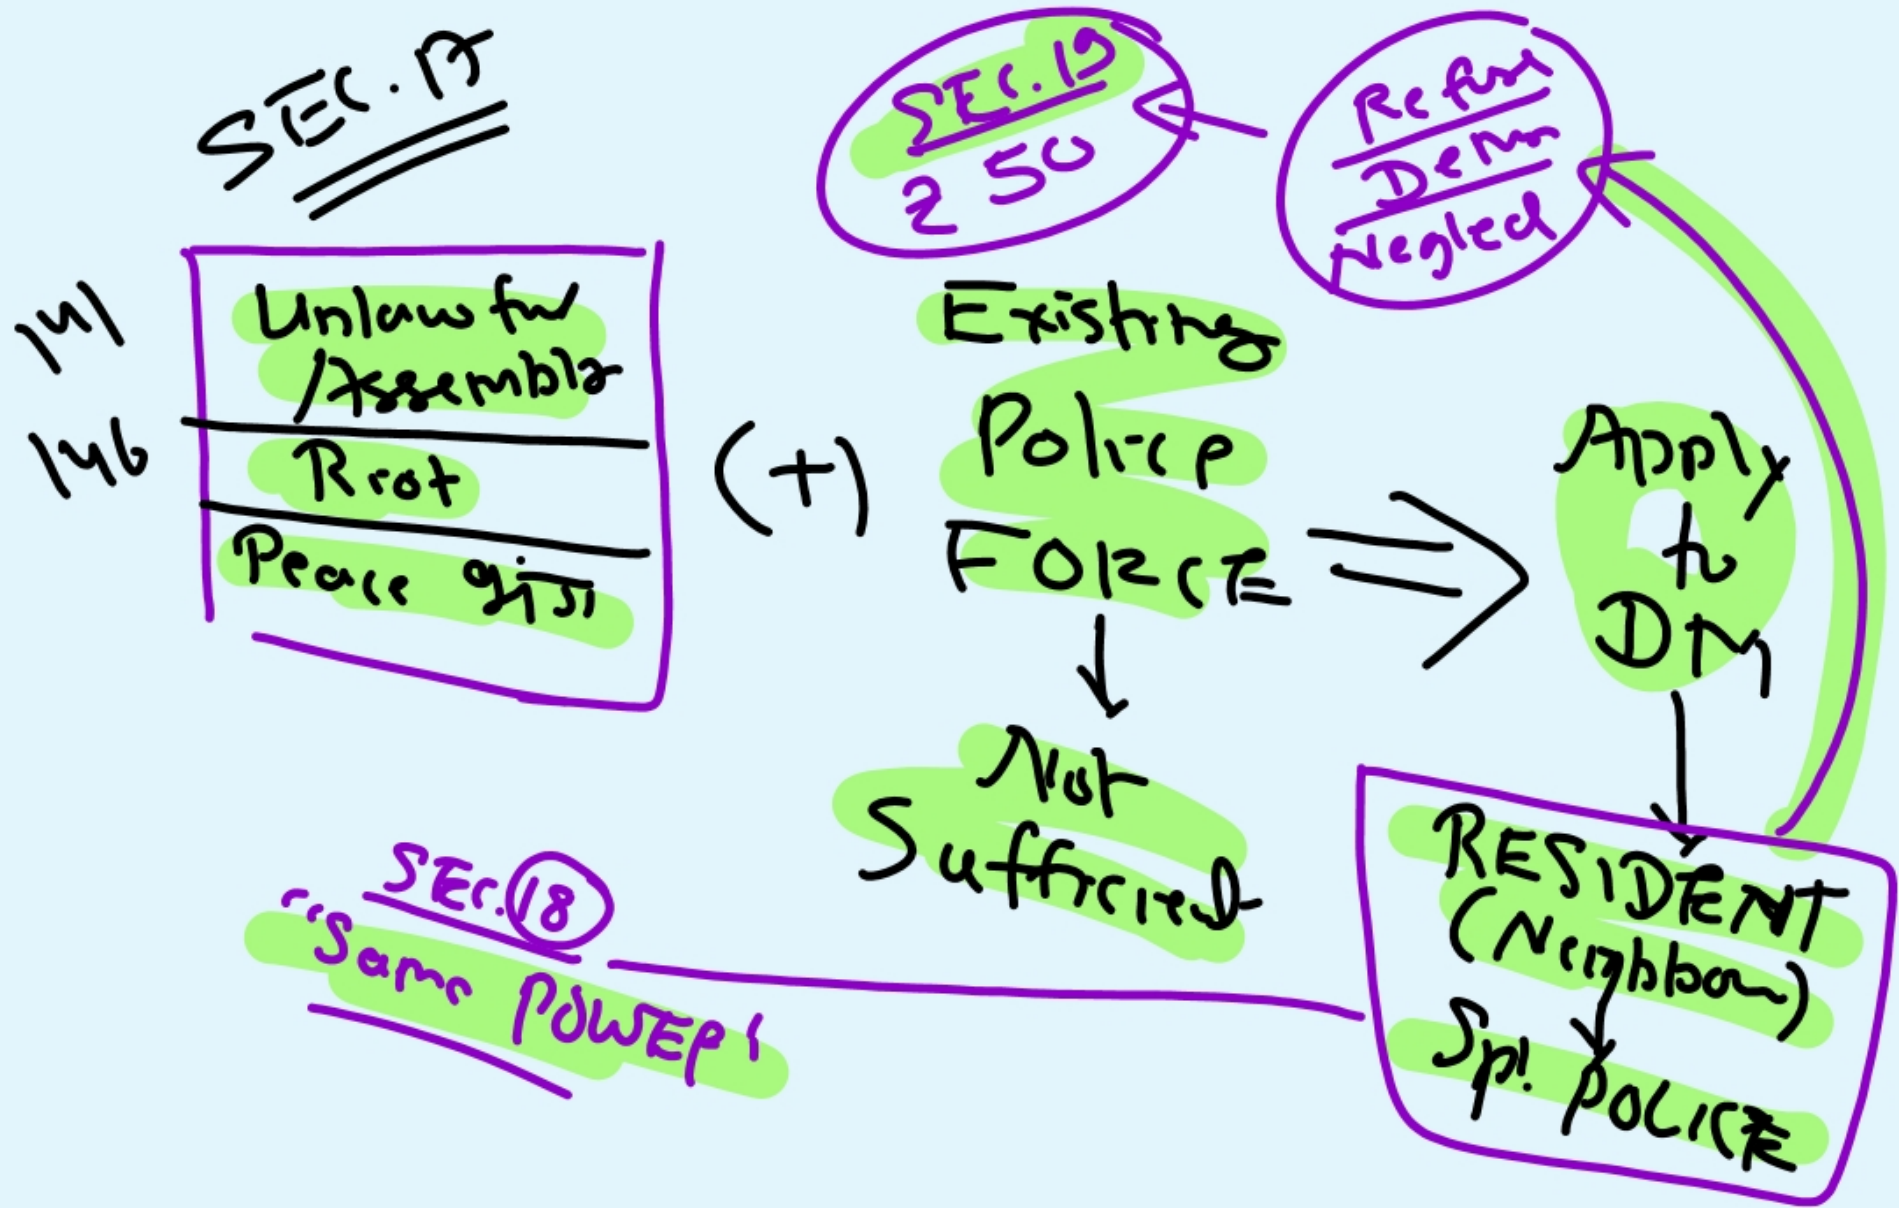 SEC. 17
SEC. 19
₹ 50
Refuse
Deny
Neglect
141
Unlawful
Assembly
146
Riot
Peace भंग
(+)
Existing
Police
FORCE
Not
Sufficient
Apply
to
DM
RESIDENT
(Neighbour)
Spl. POLICE
SEC. 18
"Same POWER"